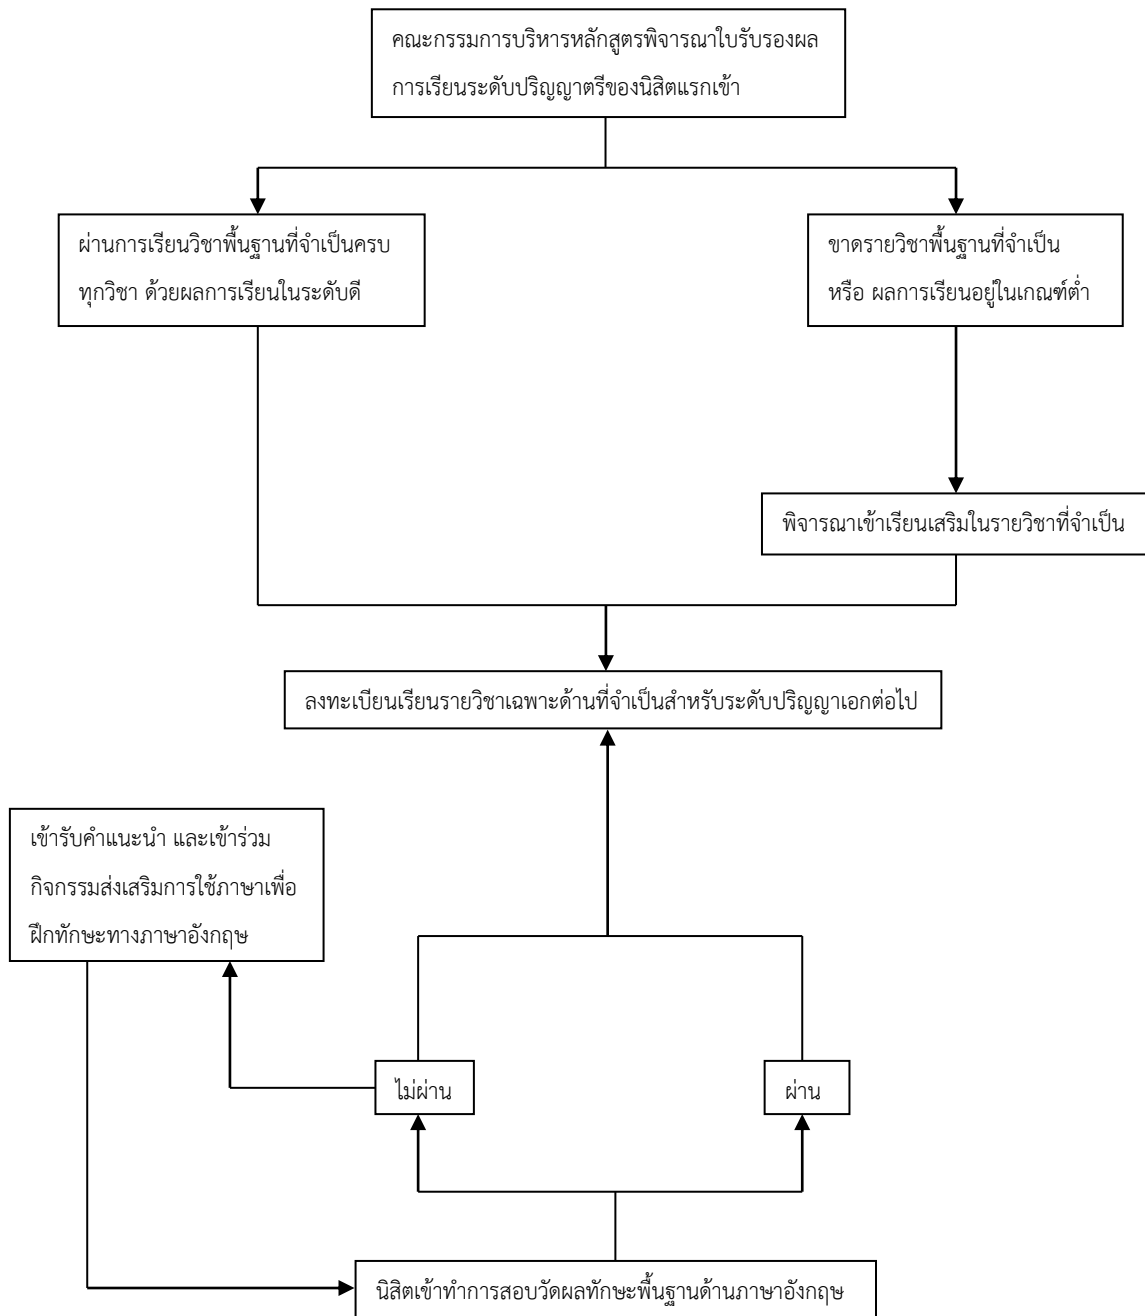 คณะกรรมการบริหารหลักสูตรพิจารณาใบรับรองผล
การเรียนระดับปริญญาตรีของนิสิตแรกเข้า
ผ่านการเรียนวิชาพื้นฐานที่จำเป็นครบ
ทุกวิชา ด้วยผลการเรียนในระดับดี
ขาดรายวิชาพื้นฐานที่จำเป็น
หรือ ผลการเรียนอยู่ในเกณฑ์ต่ำ
พิจารณาเข้าเรียนเสริมในรายวิชาที่จำเป็น
ลงทะเบียนเรียนรายวิชาเฉพาะด้านที่จำเป็นสำหรับระดับปริญญาเอกต่อไป
เข้ารับคำแนะนำ และเข้าร่วม
กิจกรรมส่งเสริมการใช้ภาษาเพื่อ
ฝึกทักษะทางภาษาอังกฤษ
ไม่ผ่าน
ผ่าน
นิสิตเข้าทำการสอบวัดผลทักษะพื้นฐานด้านภาษาอังกฤษ